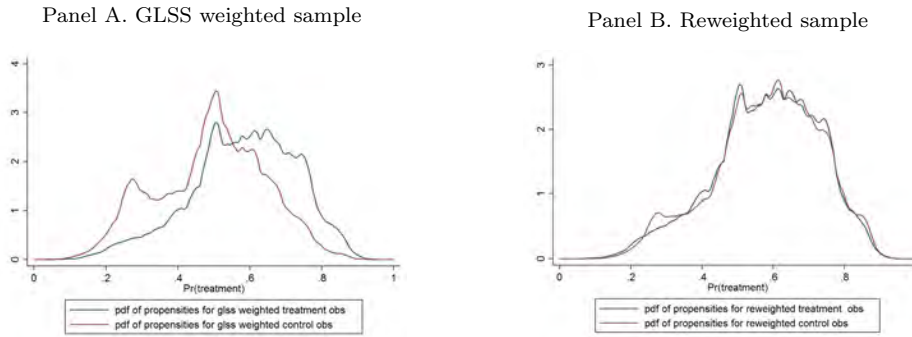 Panel A. GLSS weighted sample
4
3
2
1
0
0 .2 .4 .6 .8 1
Pr(treatment)
pdf of propensities for glss weighted treatment obs
pdf of propensities for glss weighted control obs
Panel B. Reweighted sample
3
2
1
0
0 .2 .4 .6 .8 1
Pr(treatment)
pdf of propensities for reweighted treatment obs
pdf of propensities for reweighted control obs